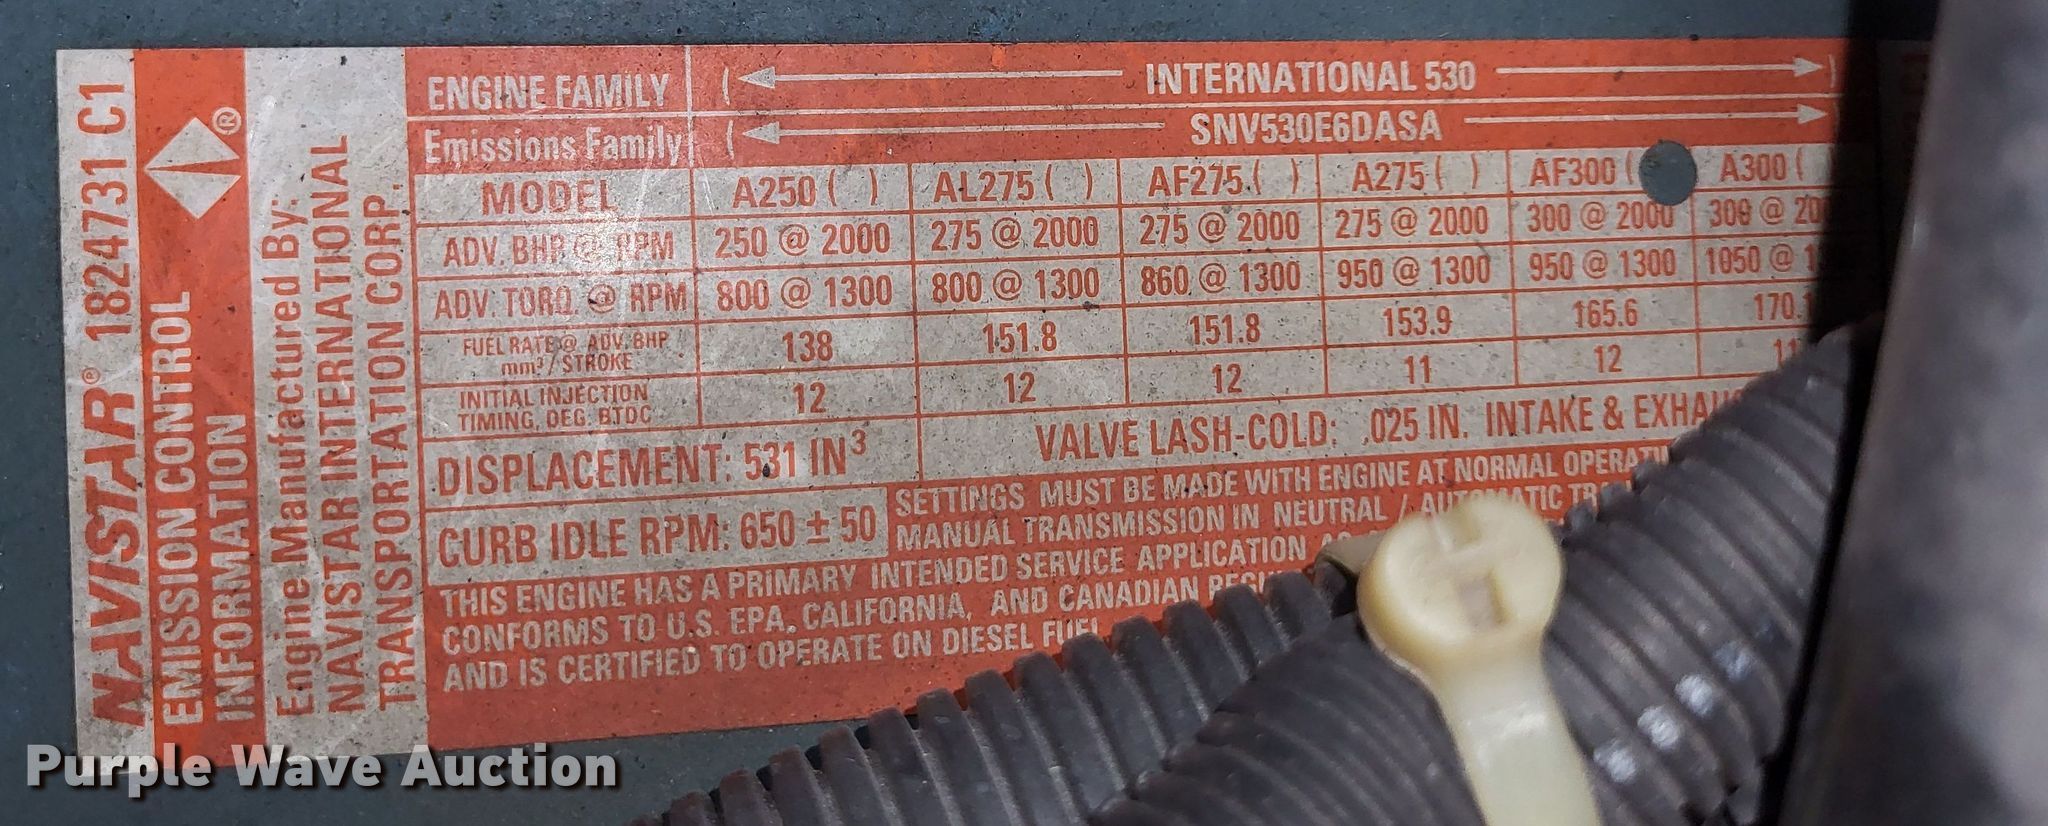 NAVISTAR® 1824731 C1
EMISSION CONTROL
INFORMATION
®
Engine Manufactured By:
NAVISTAR INTERNATIONAL
TRANSPORTATION CORP.
ENGINE FAMILY ( INTERNATIONAL 530 )
Emissions Family ( SNV530E6DASA
MODEL A250 ( ) AL275 ( ) AF275 ( ) A275 ( ) AF300 ( A300 (
ADV. BHP @ RPM 250 @ 2000 275 @ 2000 275 @ 2000 275 @ 2000 300 @ 2000 300 @ 20
ADV. TORQ. @ RPM 800 @ 1300 800 @ 1300 860 @ 1300 950 @ 1300 950 @ 1300 1050 @ 1
FUEL RATE @ ADV. BHP
mm³/STROKE 138 151.8 151.8 153.9 165.6 170.
INITIAL INJECTION
TIMING, DEG. BTDC 12 12 12 11 12 11
DISPLACEMENT: 531 IN³ VALVE LASH-COLD: .025 IN. INTAKE &
CURB IDLE RPM: 650 ± 50
SETTINGS MUST BE MADE WITH ENGINE AT NORMAL
MANUAL TRANSMISSION IN NEUTRAL /
THIS ENGINE HAS A PRIMARY INTENDED SERVICE APPLICATION
CONFORMS TO U.S. EPA, CALIFORNIA, AND CANADIAN
AND IS CERTIFIED TO OPERATE ON DIESEL FUEL
Purple Wave Auction